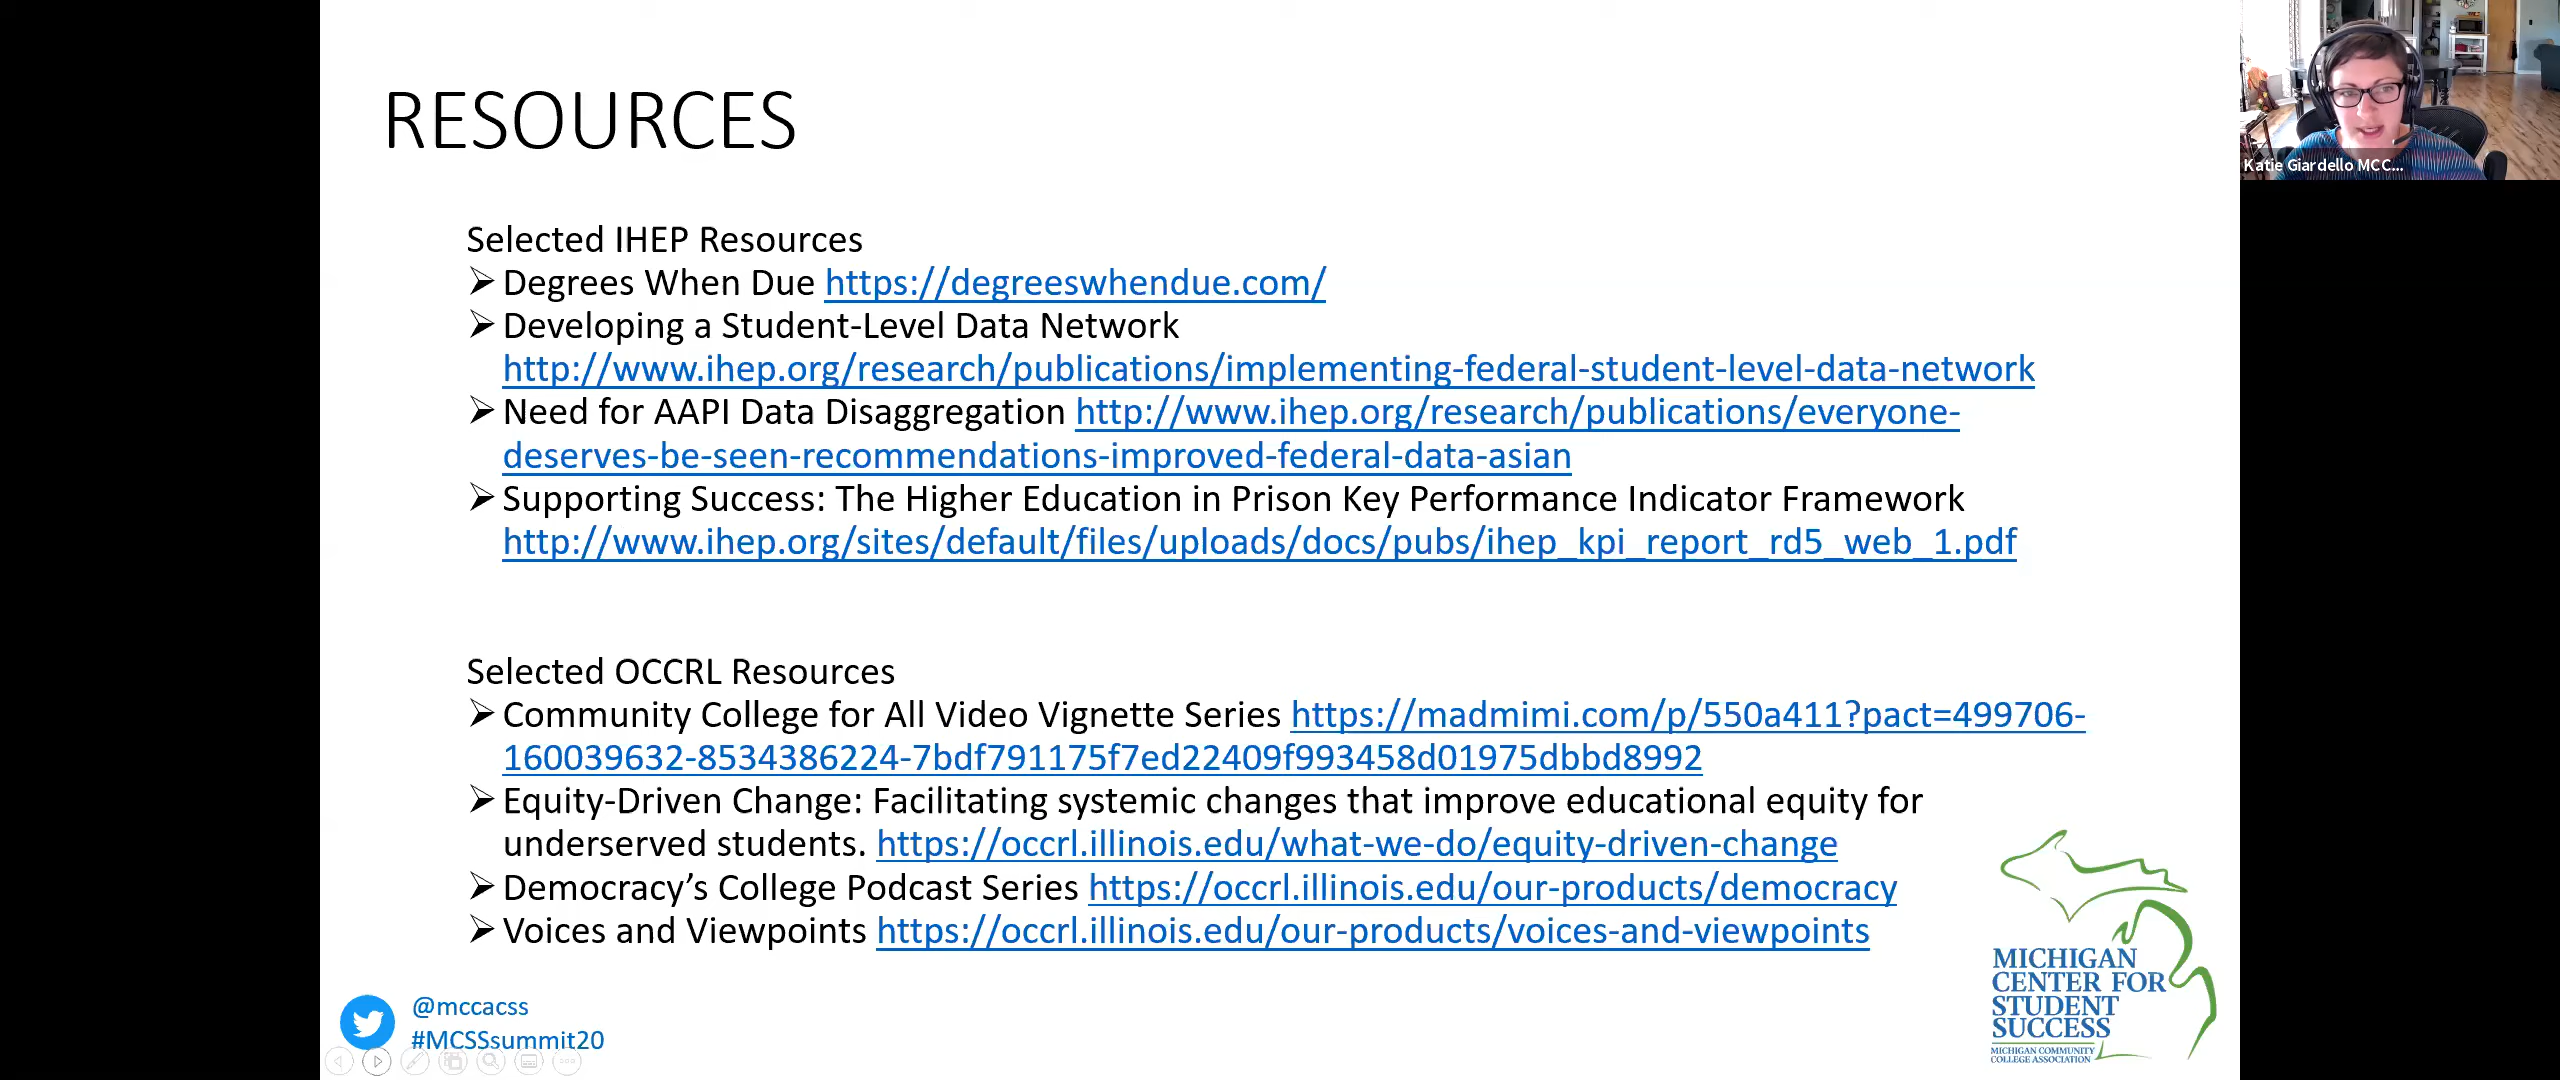 RESOURCES
Katie Giardello MCC...
Selected IHEP Resources
➢ Degrees When Due https://degreeswhendue.com/
➢ Developing a Student-Level Data Network
http://www.ihep.org/research/publications/implementing-federal-student-level-data-network
➢ Need for AAPI Data Disaggregation http://www.ihep.org/research/publications/everyone-
deserves-be-seen-recommendations-improved-federal-data-asian
➢ Supporting Success: The Higher Education in Prison Key Performance Indicator Framework
http://www.ihep.org/sites/default/files/uploads/docs/pubs/ihep_kpi_report_rd5_web_1.pdf
Selected OCCRL Resources
➢ Community College for All Video Vignette Series https://madmimi.com/p/550a411?pact=499706-
160039632-8534386224-7bdf791175f7ed22409f993458d01975dbbd8992
➢ Equity-Driven Change: Facilitating systemic changes that improve educational equity for
underserved students. https://occrl.illinois.edu/what-we-do/equity-driven-change
➢ Democracy’s College Podcast Series https://occrl.illinois.edu/our-products/democracy
➢ Voices and Viewpoints https://occrl.illinois.edu/our-products/voices-and-viewpoints
@mccacss
#MCSSsummit20
MICHIGAN
CENTER FOR
STUDENT
SUCCESS
MICHIGAN COMMUNITY
COLLEGE ASSOCIATION